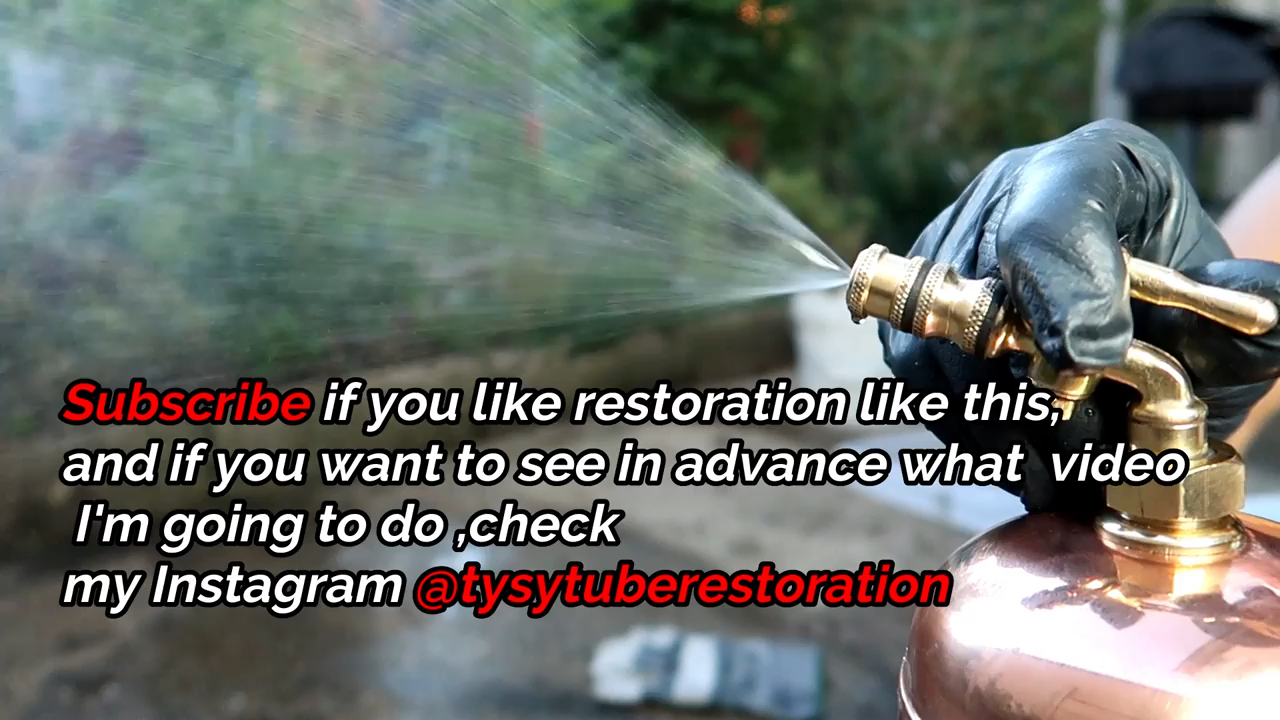 Subscribe if you like restoration like this,
and if you want to see in advance what  video
I'm going to do ,check
my Instagram @tysytuberestoration